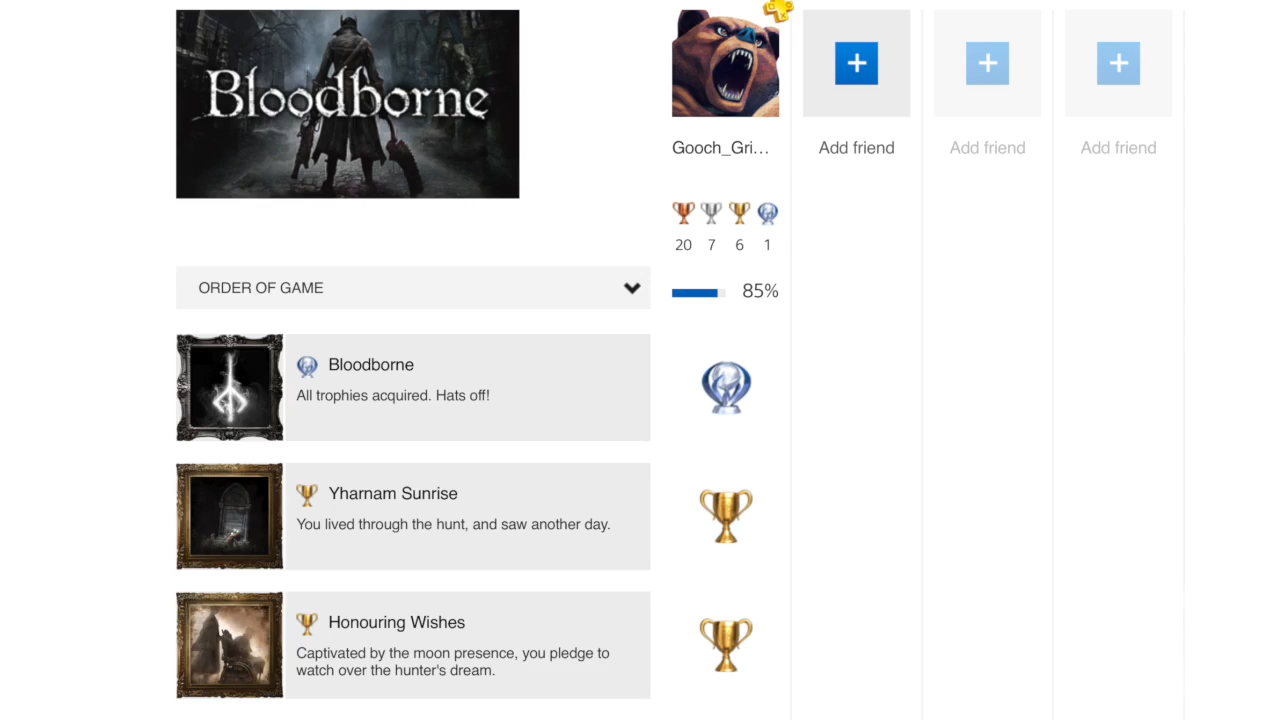 Bloodborne
Gooch_Gri…
Add friend
Add friend
Add friend
20 7 6 1
ORDER OF GAME
85%
Bloodborne
All trophies acquired. Hats off!
Yharnam Sunrise
You lived through the hunt, and saw another day.
Honouring Wishes
Captivated by the moon presence, you pledge to
watch over the hunter's dream.